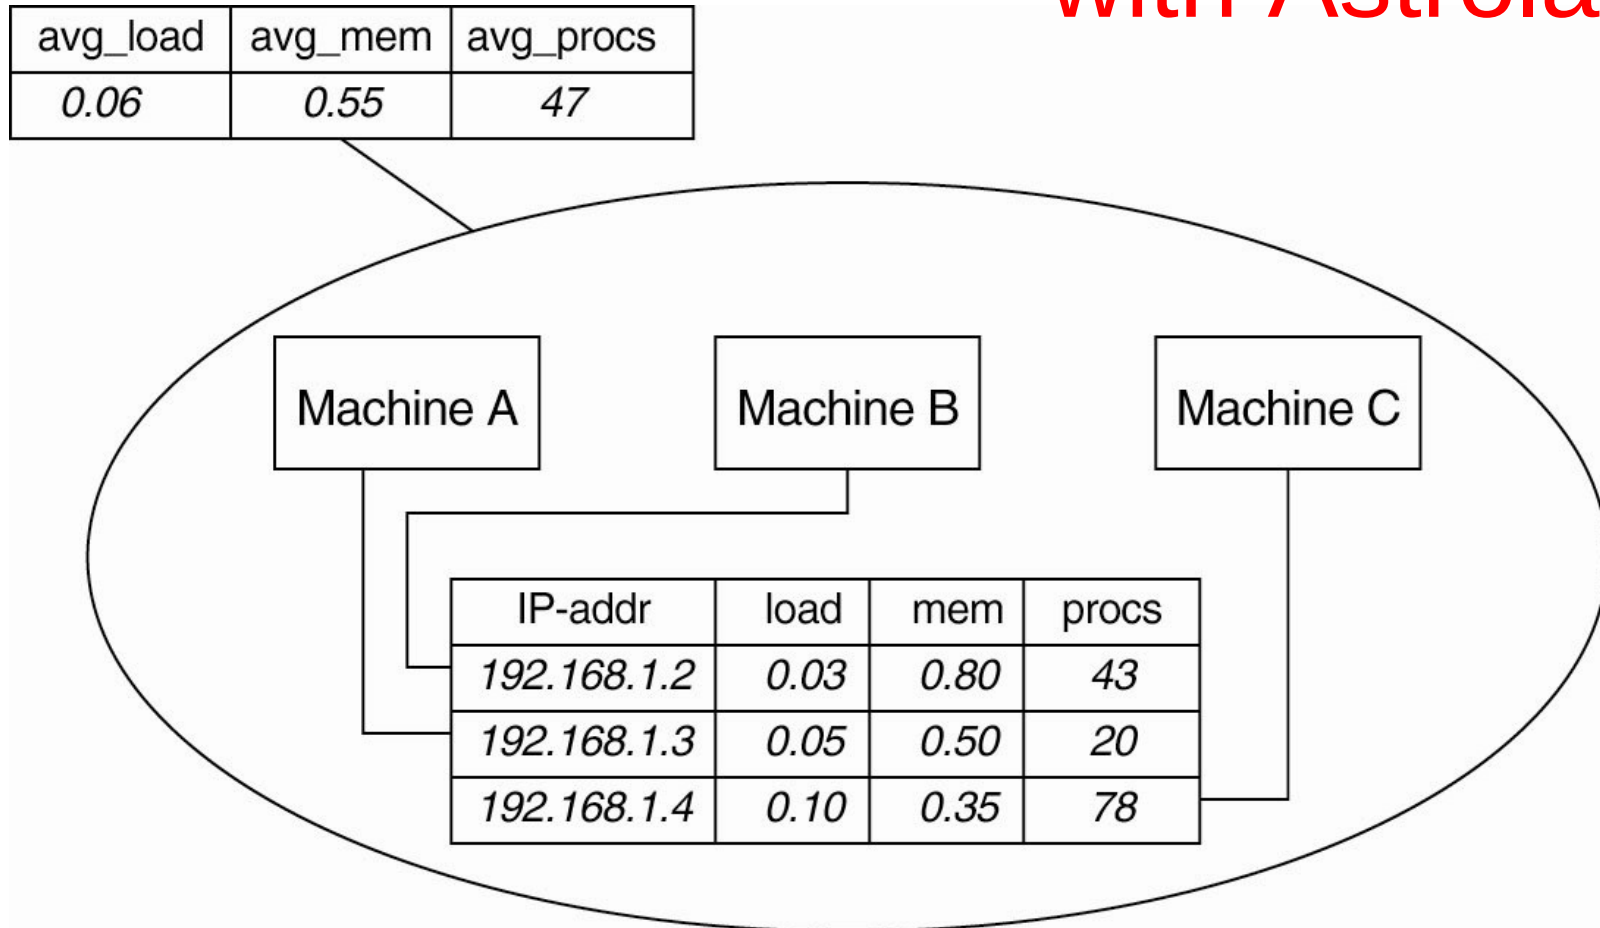 with Astrola
avg_load avg_mem avg_procs
0.06 0.55 47
Machine A Machine B Machine C
IP-addr load mem procs
192.168.1.2 0.03 0.80 43
192.168.1.3 0.05 0.50 20
192.168.1.4 0.10 0.35 78